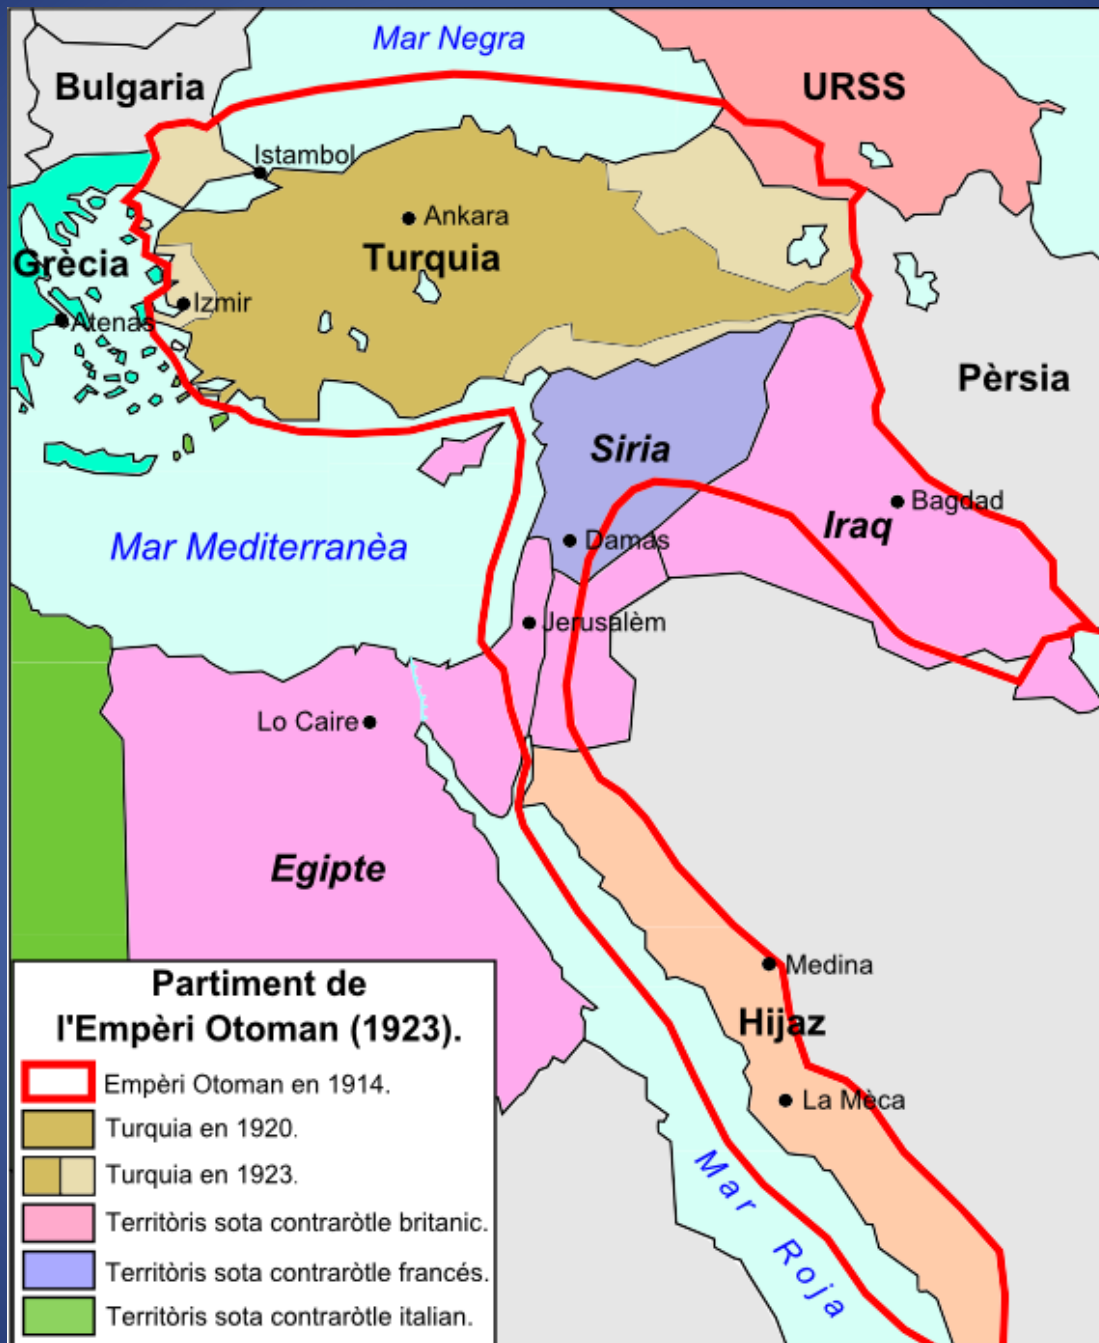 Mar Negra
Bulgaria
URSS
Istambol
Ankara
Turquia
Grècia
Izmir
Atenas
Pèrsia
Siria
Bagdad
Iraq
Damàs
Mar Mediterranèa
Jerusalèm
Lo Caire
Egipte
Medina
Hijaz
La Mèca
Mar Roja
Partiment de
l'Empèri Otoman (1923).
Empèri Otoman en 1914.
Turquia en 1920.
Turquia en 1923.
Territòris sota contraròtle britanic.
Territòris sota contraròtle francés.
Territòris sota contraròtle italian.